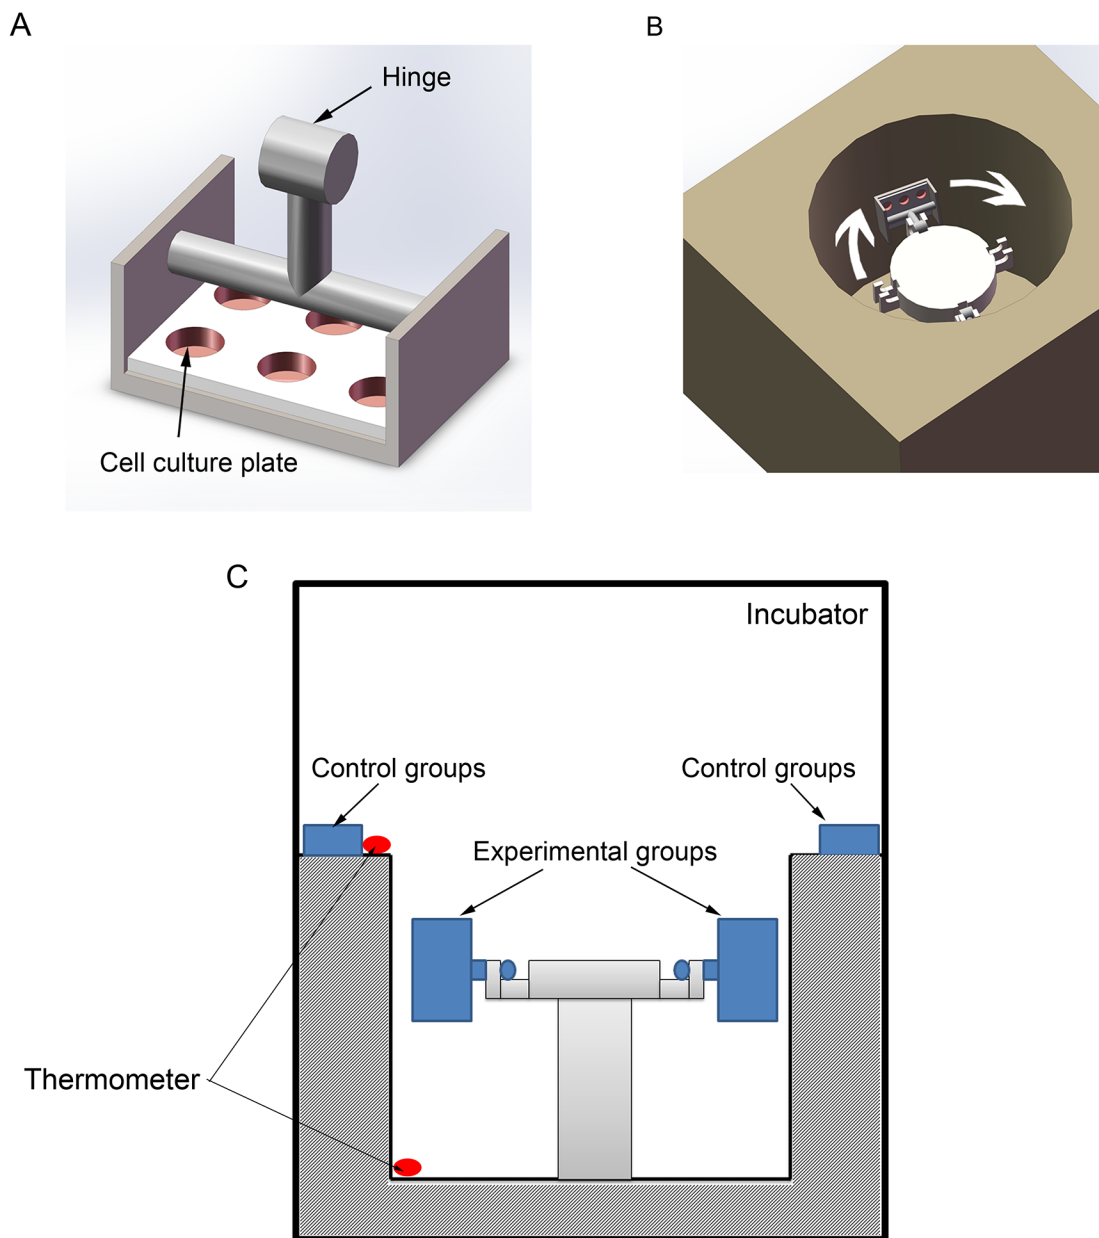 A
B
Hinge
Cell culture plate
C
Incubator
Control groups
Control groups
Experimental groups
Thermometer